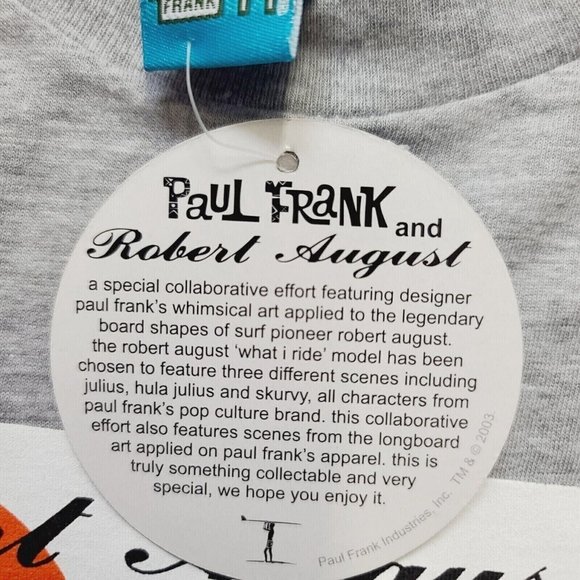 FRANK
PAUL FRANK and
Robert August
a special collaborative effort featuring designer
paul frank's whimsical art applied to the legendary
board shapes of surf pioneer robert august.
the robert august 'what i ride' model has been
chosen to feature three different scenes including
julius, hula julius and skurvy, all characters from
paul frank's pop culture brand. this collaborative
effort also features scenes from the longboard
art applied on paul frank's apparel. this is
truly something collectable and very
special, we hope you enjoy it.
Paul Frank Industries, Inc. TM & © 2003